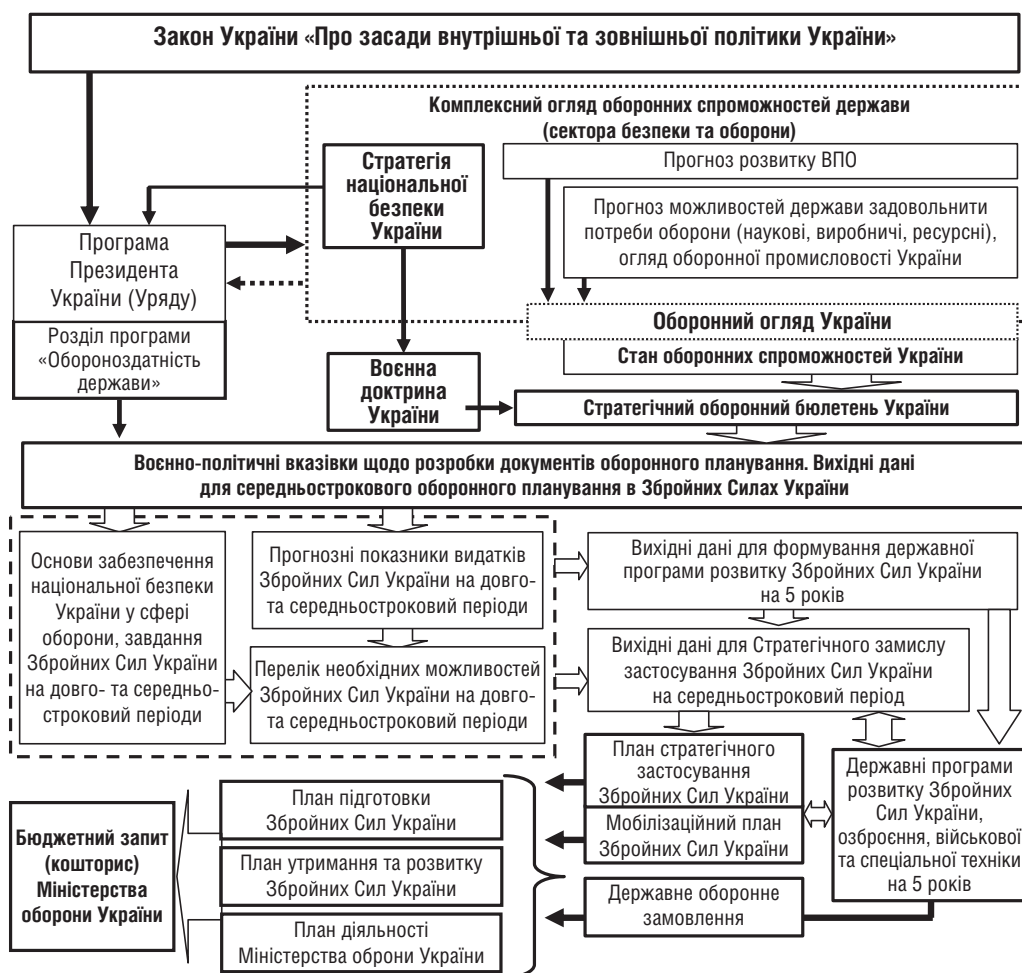 Закон України «Про засади внутрішньої та зовнішньої політики України»
Комплексний огляд оборонних спроможностей держави
(сектора безпеки та оборони)
Стратегія
національної
безпеки
України
Прогноз розвитку ВПО
Прогноз можливостей держави задовольнити
потреби оборони (наукові, виробничі, ресурсні),
огляд оборонної промисловості України
Програма
Президента
України (Уряду)
Розділ програми
«Обороноздатність
держави»
Оборонний огляд України
Стан оборонних спроможностей України
Воєнна
доктрина
України
Стратегічний оборонний бюлетень України
Воєнно-політичні вказівки щодо розробки документів оборонного планування. Вихідні дані
для середньострокового оборонного планування в Збройних Силах України
Основи забезпечення
національної безпеки
України у сфері
оборони, завдання
Збройних Сил України
на довго- та середньо-
строковий періоди
Прогнозні показники видатків
Збройних Сил України на довго-
та середньостроковий періоди
Перелік необхідних можливостей
Збройних Сил України на довго-
та середньостроковий періоди
Вихідні дані для формування державної
програми розвитку Збройних Сил України
на 5 років
Вихідні дані для Стратегічного замислу
застосування Збройних Сил України
на середньостроковий період
План стратегічного
застосування
Збройних Сил України
Мобілізаційний план
Збройних Сил України
Державне оборонне
замовлення
Державні програми
розвитку Збройних
Сил України,
озброєння, військової
та спеціальної техніки
на 5 років
План підготовки
Збройних Сил України
План утримання та розвитку
Збройних Сил України
План діяльності
Міністерства оборони України
Бюджетний запит
(кошторис)
Міністерства
оборони України